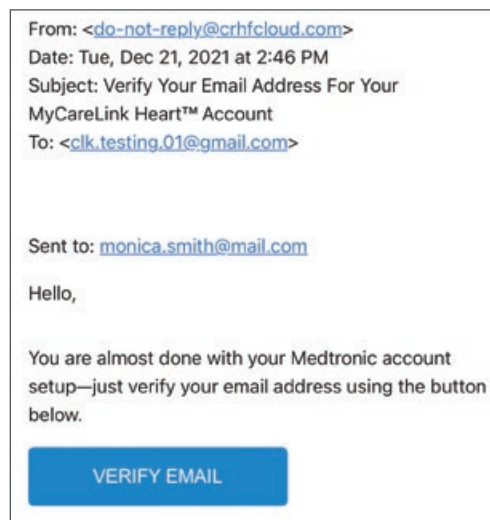 From: <do-not-reply@crhfcloud.com>
Date: Tue, Dec 21, 2021 at 2:46 PM
Subject: Verify Your Email Address For Your
MyCareLink Heart™ Account
To: <clk.testing.01@gmail.com>
Sent to: monica.smith@mail.com
Hello,
You are almost done with your Medtronic account
setup—just verify your email address using the button
below.
VERIFY EMAIL